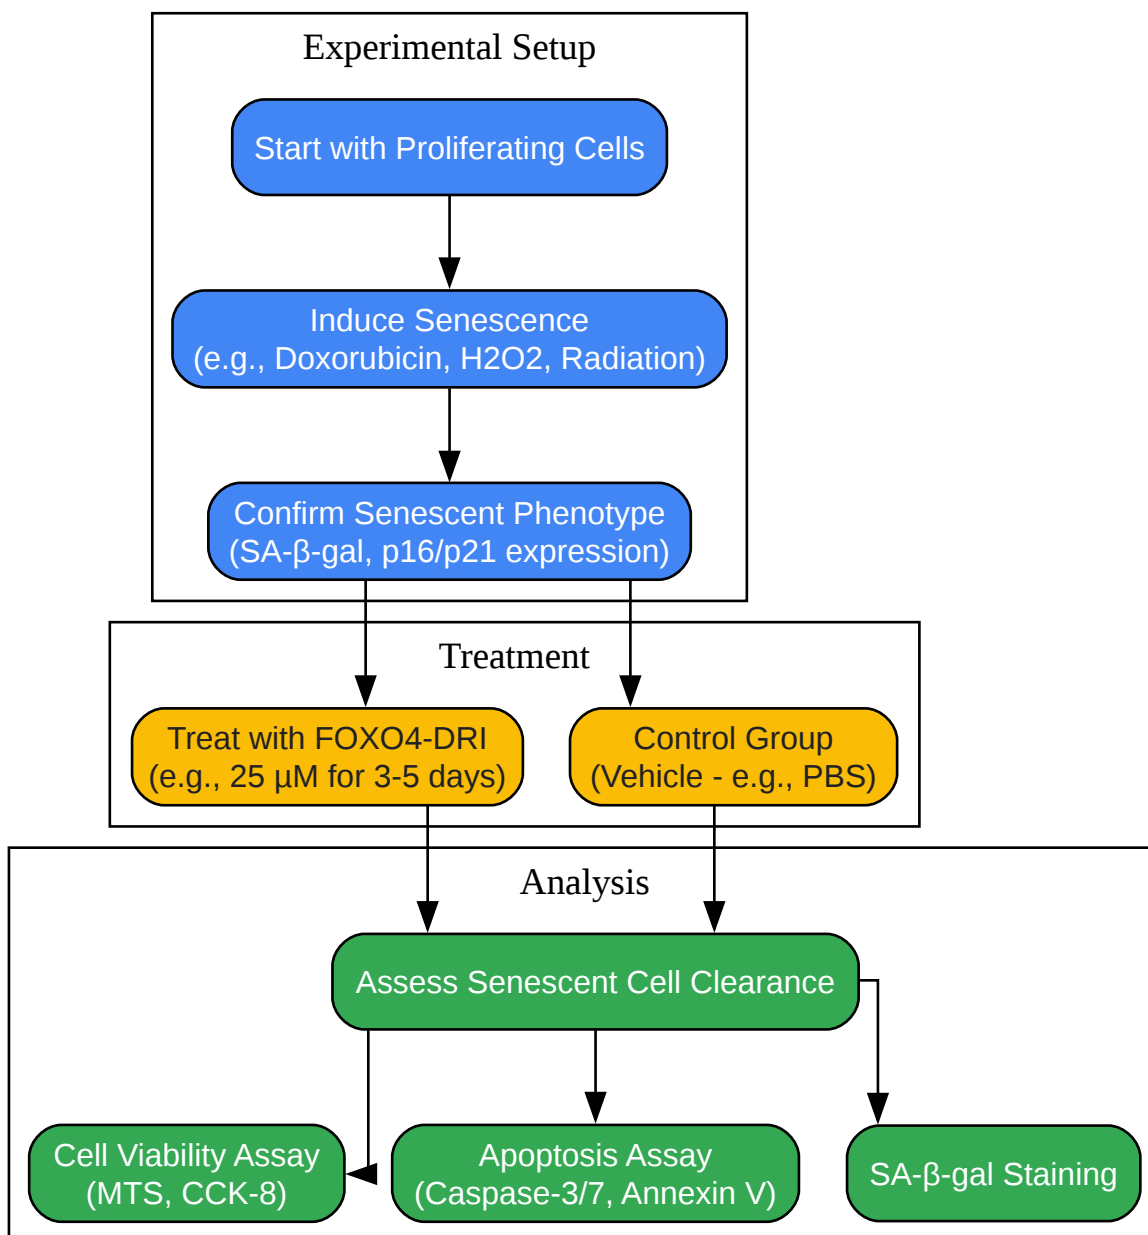 Experimental Setup
Start with Proliferating Cells
Induce Senescence
(e.g., Doxorubicin, H2O2, Radiation)
Confirm Senescent Phenotype
(SA-β-gal, p16/p21 expression)
Treatment
Treat with FOXO4-DRI
(e.g., 25 µM for 3-5 days)
Control Group
(Vehicle - e.g., PBS)
Analysis
Assess Senescent Cell Clearance
Cell Viability Assay
(MTS, CCK-8)
Apoptosis Assay
(Caspase-3/7, Annexin V)
SA-β-gal Staining